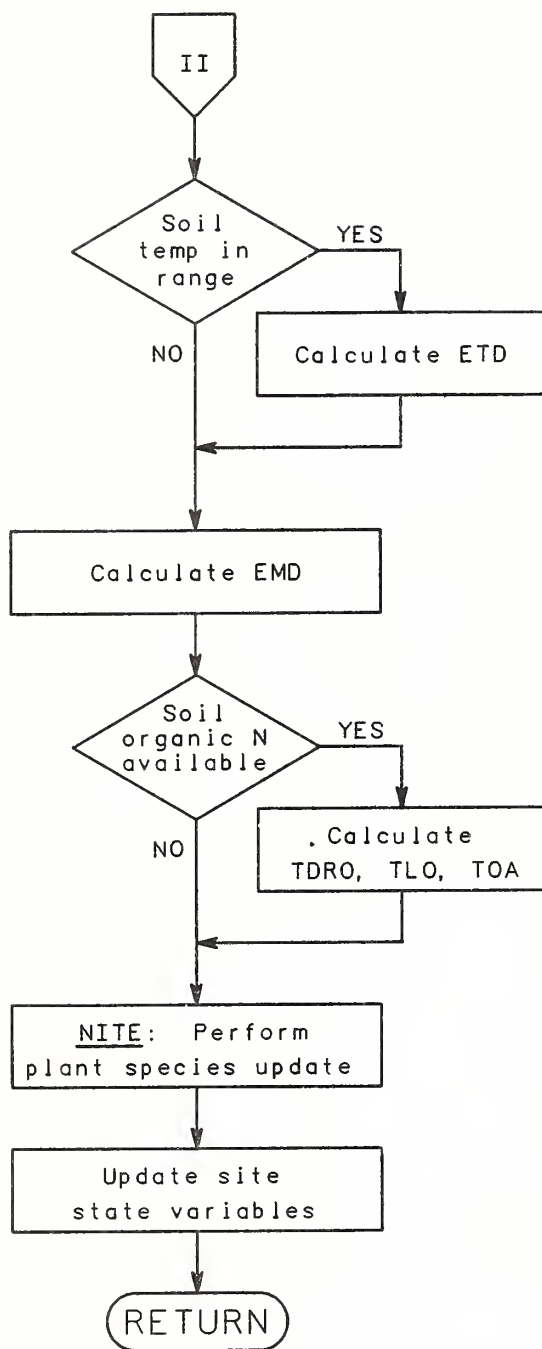 II
Soil
temp in
range
YES
NO
Calculate ETD
Calculate EMD
Soil
organic N
available
YES
NO
Calculate
TDRO, TLO, TOA
NITE: Perform
plant species update
Update site
state variables
RETURN